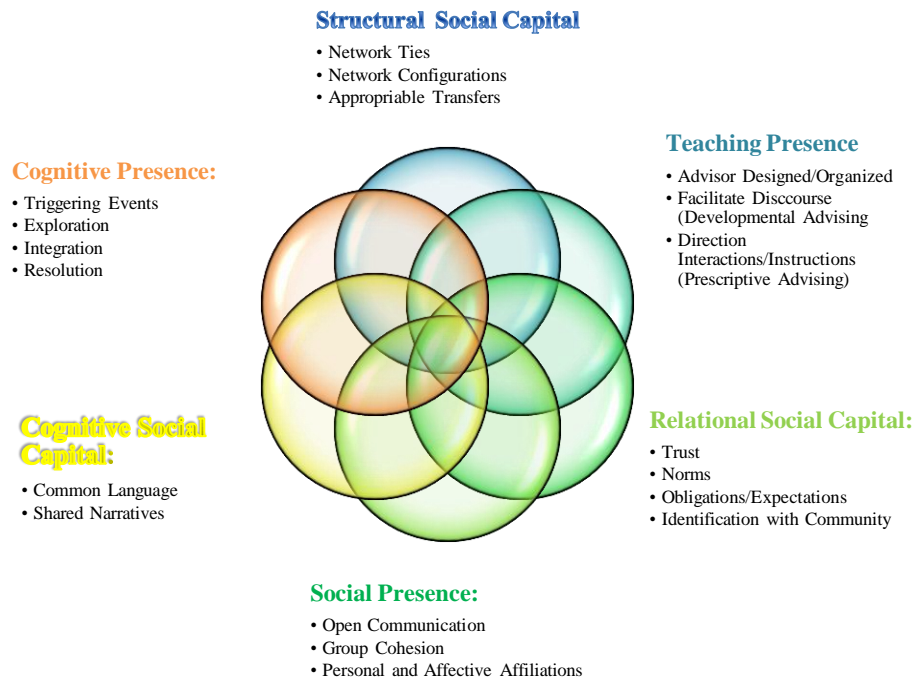 Structural Social Capital
• Network Ties
• Network Configurations
• Appropriable Transfers
Teaching Presence
• Advisor Designed/Organized
• Facilitate Disccourse
(Developmental Advising
• Direction
Interactions/Instructions
(Prescriptive Advising)
Cognitive Presence:
• Triggering Events
• Exploration
• Integration
• Resolution
Relational Social Capital:
• Trust
• Norms
• Obligations/Expectations
• Identification with Community
Cognitive Social
Capital:
• Common Language
• Shared Narratives
Social Presence:
• Open Communication
• Group Cohesion
• Personal and Affective Affiliations